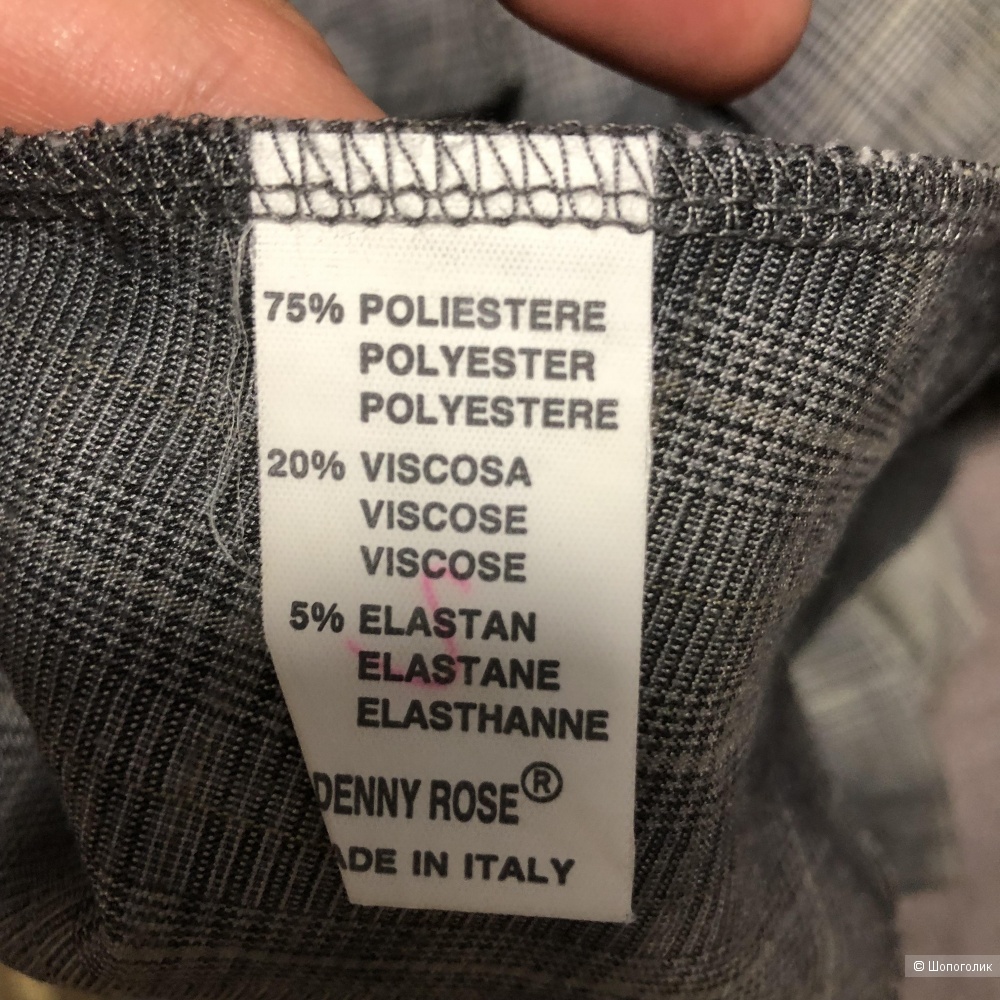 75% POLIESTERE
POLYESTER
POLYESTERE
20% VISCOSA
VISCOSE
VISCOSE
5% ELASTAN
ELASTANE
ELASTHANNE
DENNY ROSE®
ADE IN ITALY
© Шопоголик